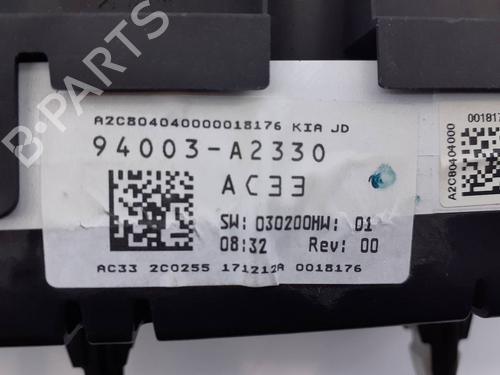 A2C8040400000018176 KIA JD
94003-A2330
AC33
SW: 030200HW: 01
08:32 Rev: 00
AC33 2C0255 171212A 0018176
A2C80404000
00181
B-PARTS